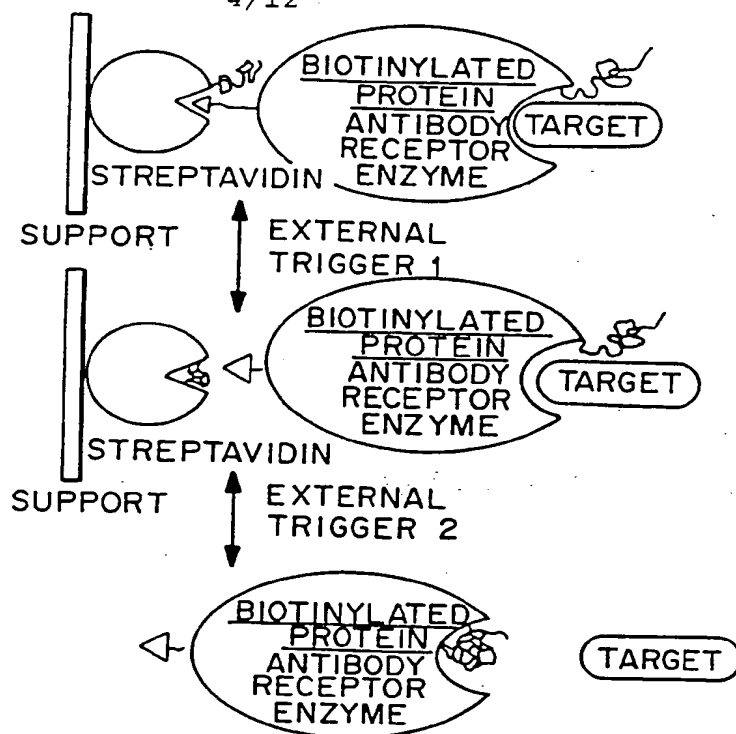 4/12
BIOTINYLATED
PROTEIN
ANTIBODY
RECEPTOR
ENZYME
TARGET
STREPTAVIDIN
SUPPORT
EXTERNAL
TRIGGER 1
BIOTINYLATED
PROTEIN
ANTIBODY
RECEPTOR
ENZYME
TARGET
STREPTAVIDIN
SUPPORT
EXTERNAL
TRIGGER 2
BIOTINYLATED
PROTEIN
ANTIBODY
RECEPTOR
ENZYME
TARGET